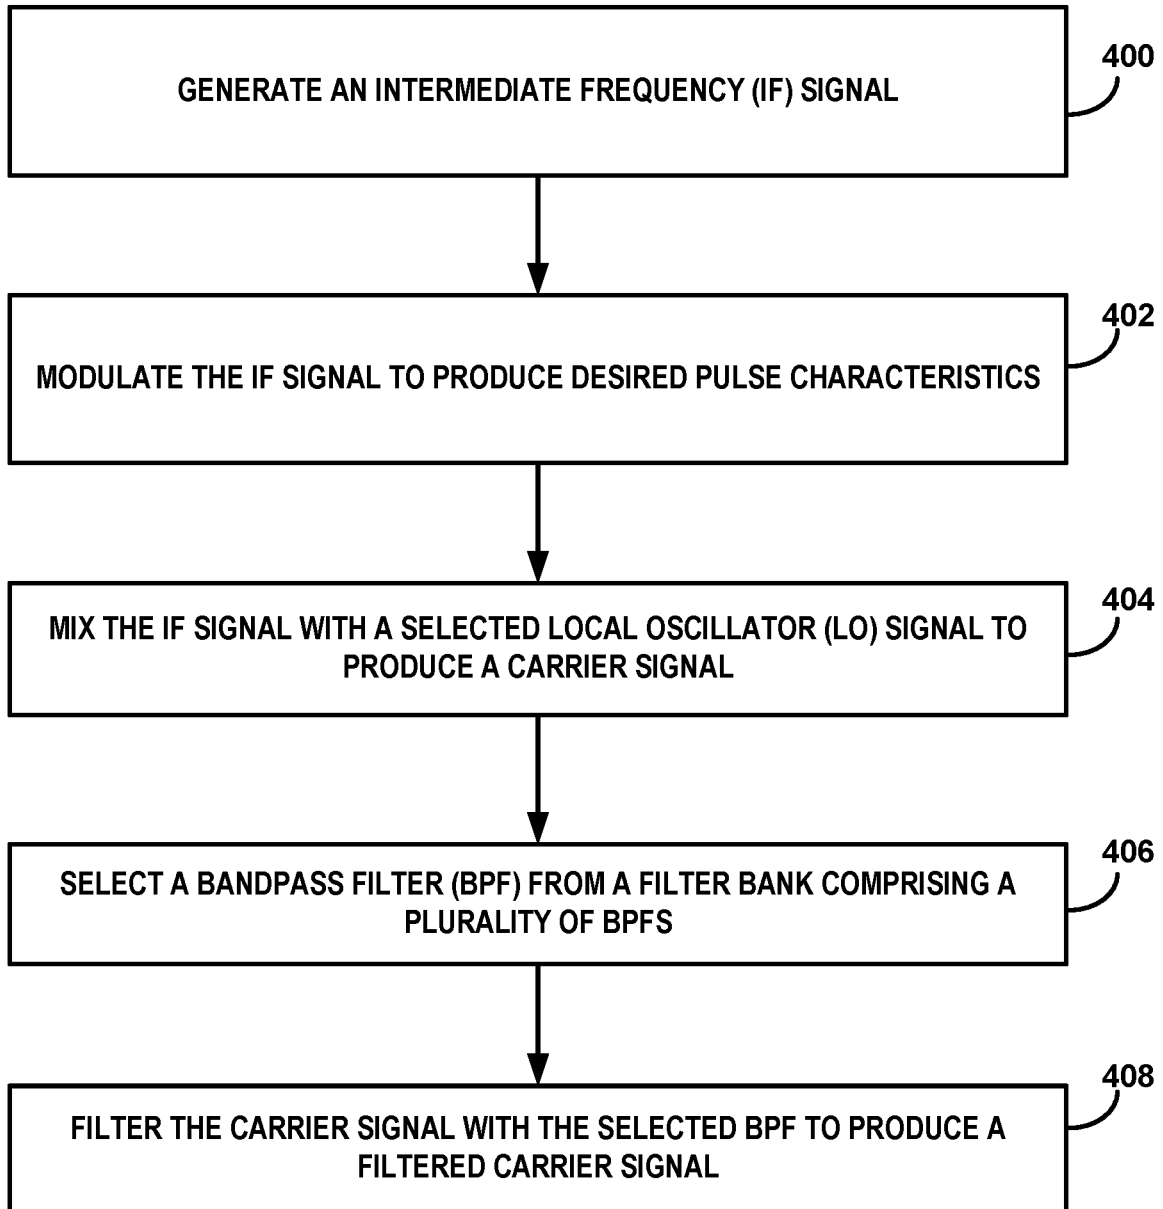 400
GENERATE AN INTERMEDIATE FREQUENCY (IF) SIGNAL
402
MODULATE THE IF SIGNAL TO PRODUCE DESIRED PULSE CHARACTERISTICS
404
MIX THE IF SIGNAL WITH A SELECTED LOCAL OSCILLATOR (LO) SIGNAL TO
PRODUCE A CARRIER SIGNAL
406
SELECT A BANDPASS FILTER (BPF) FROM A FILTER BANK COMPRISING A
PLURALITY OF BPFS
408
FILTER THE CARRIER SIGNAL WITH THE SELECTED BPF TO PRODUCE A
FILTERED CARRIER SIGNAL